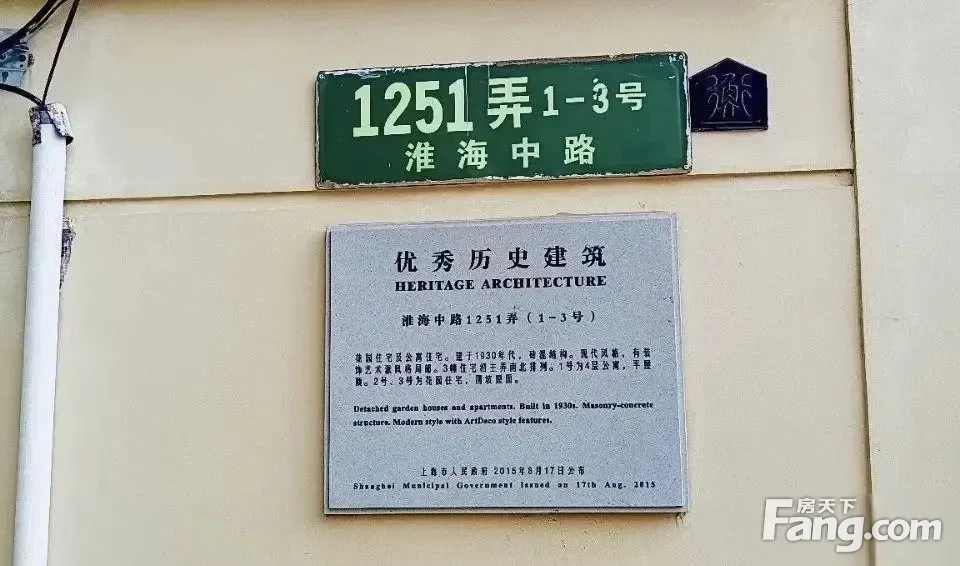 1251弄1-3号
淮海中路
优秀历史建筑
HERITAGE ARCHITECTURE
淮海中路1251弄(1-3号)
花园住宅及公寓住宅。建于1930年代,砖混结构。现代风格,有装
饰艺术派风格局部。3幢住宅沿主弄南北排列。1号为4层公寓,平屋
顶。2号、3号为花园住宅,四坡屋面。
Detached garden houses and apartments. Built in 1930s. Masonry-concrete
structure. Modern style with ArtDeco style features.
上海市人民政府 2015年8月17日公布
Shanghai Municipal Government Issued on 17th Aug. 2015
房天下
Fang.com